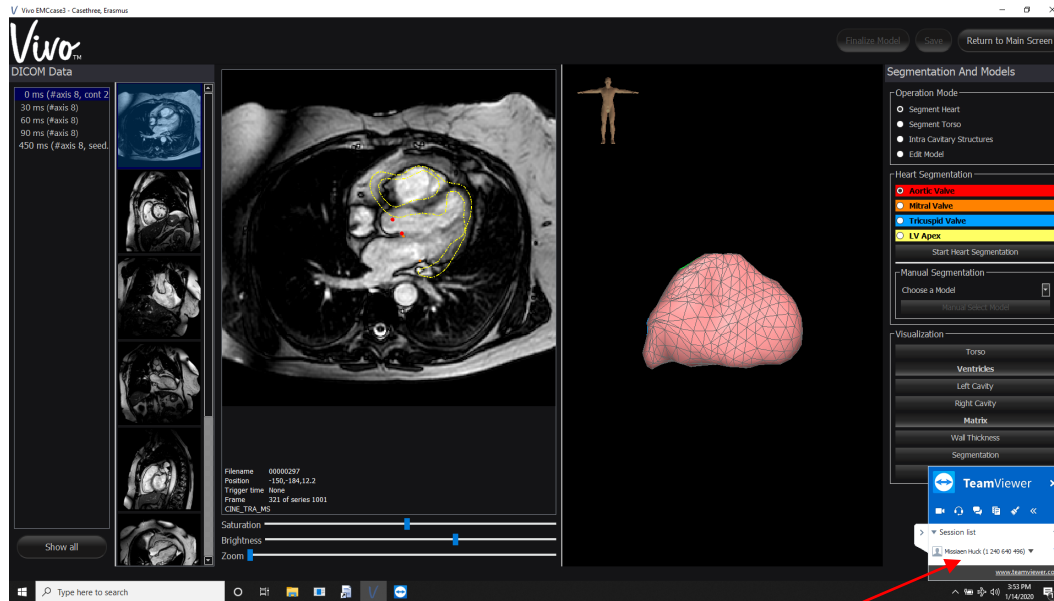 Vivo EMCcase3 - Casethree, Erasmus
Vivo TM
Finalize Model
Save
Return to Main Screen
DICOM Data
0 ms (#axis 8, cont 2
30 ms (#axis 8)
60 ms (#axis 8)
90 ms (#axis 8)
450 ms (#axis 8, seed.
Show all
Filename 00000297
Position -150,-184,12.2
Trigger time None
Frame 321 of series 1001
CINE_TRA_MS
Saturation
Brightness
Zoom
Segmentation And Models
Operation Mode
Segment Heart
Segment Torso
Intra Cavitary Structures
Edit Model
Heart Segmentation
Aortic Valve
Mitral Valve
Tricuspid Valve
LV Apex
Start Heart Segmentation
Manual Segmentation
Choose a Model
Manual Select Model
Visualization
Torso
Ventricles
Left Cavity
Right Cavity
Matrix
Wall Thickness
Segmentation
TeamViewer
Session list
Missiaen Huck (1 240 640 496)
www.teamviewer.co
Type here to search
3:53 PM
1/14/2020